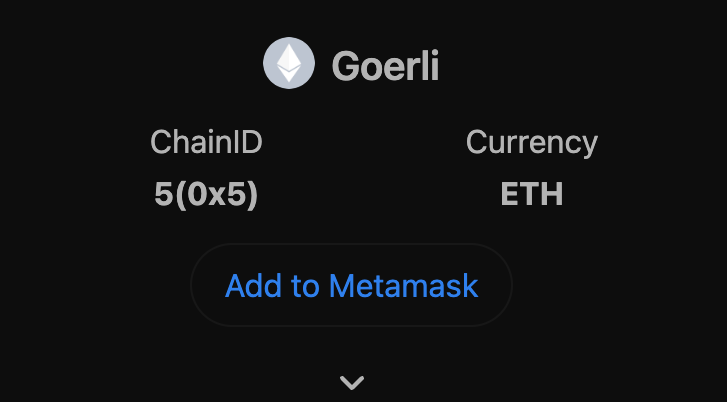 Goerli
ChainID
Currency
5(0x5)
ETH
Add to Metamask